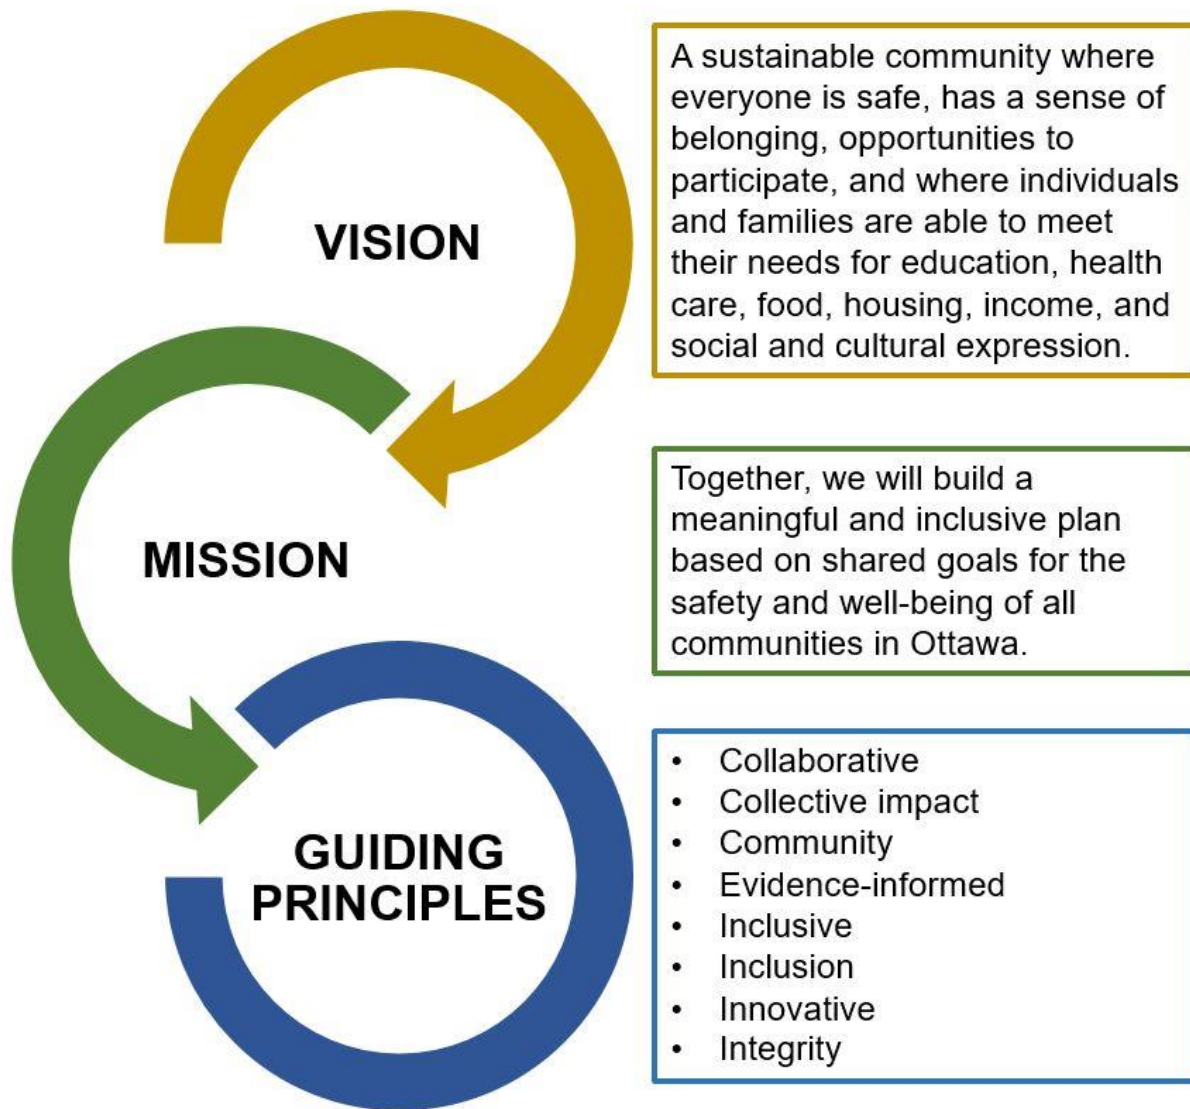 VISION
A sustainable community where
everyone is safe, has a sense of
belonging, opportunities to
participate, and where individuals
and families are able to meet
their needs for education, health
care, food, housing, income, and
social and cultural expression.
MISSION
Together, we will build a
meaningful and inclusive plan
based on shared goals for the
safety and well-being of all
communities in Ottawa.
GUIDING
PRINCIPLES
• Collaborative
• Collective impact
• Community
• Evidence-informed
• Inclusive
• Inclusion
• Innovative
• Integrity